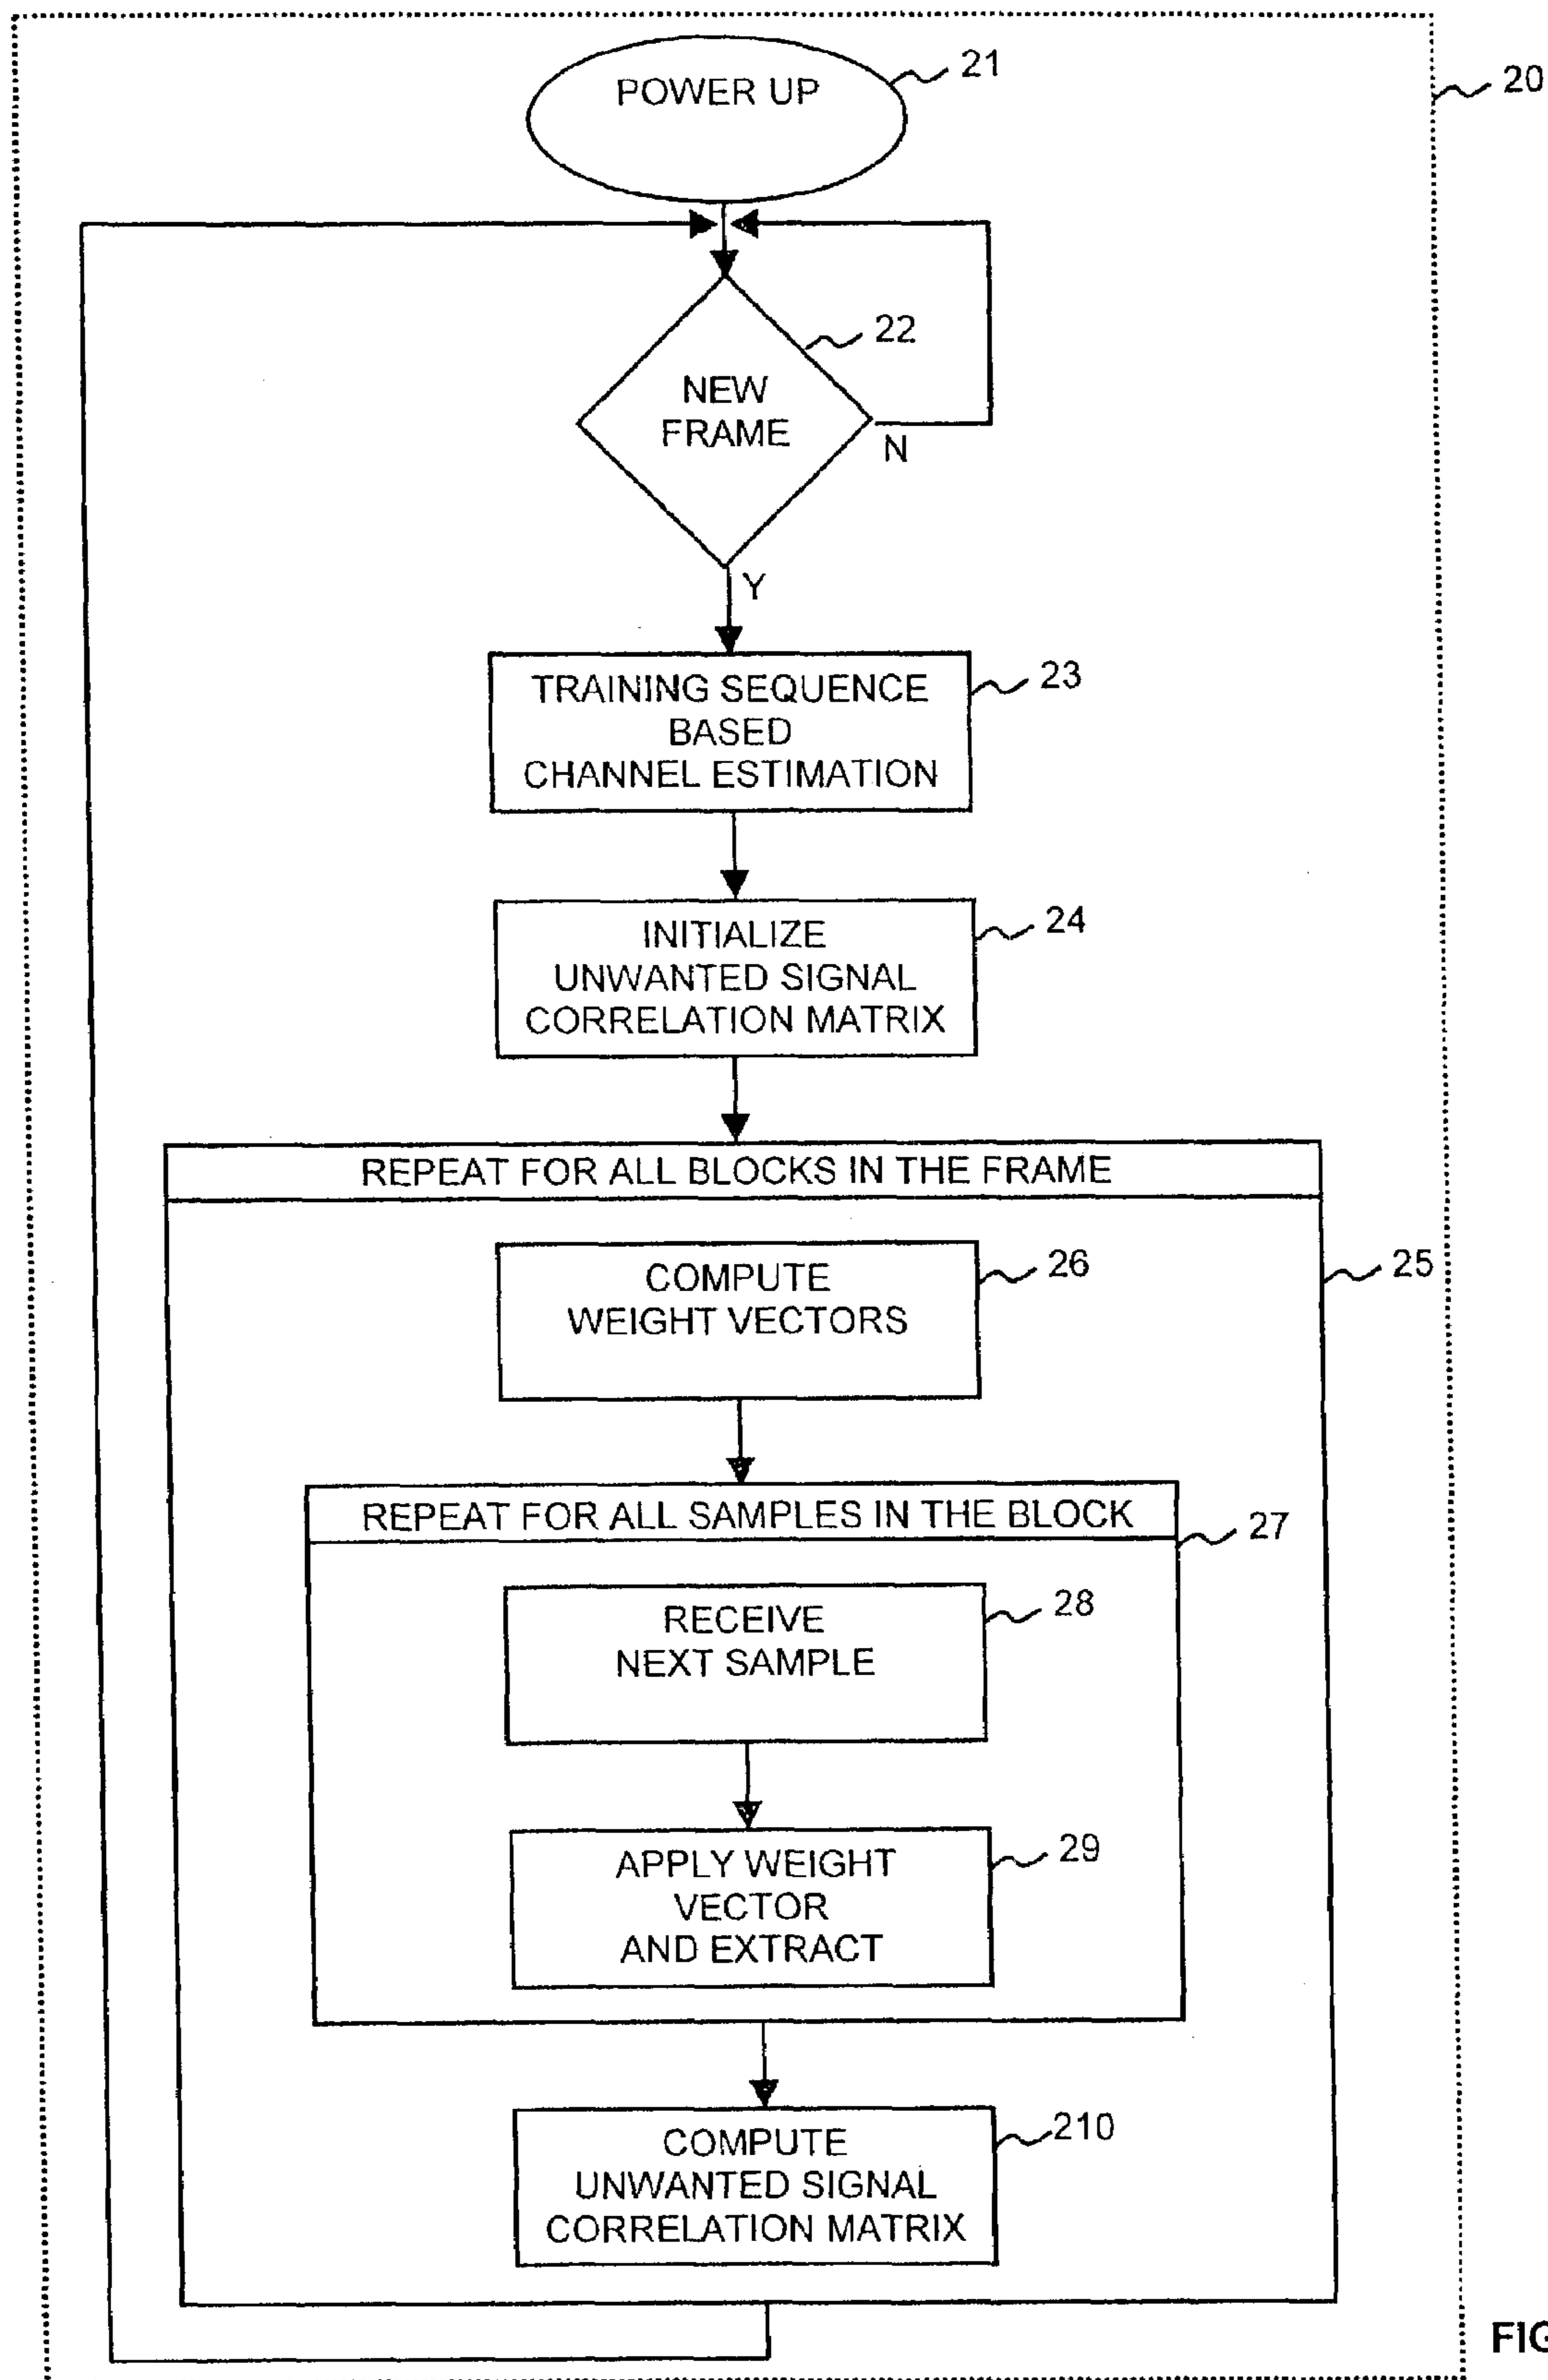 POWER UP
21
20
22
NEW
FRAME
N
Y
23
TRAINING SEQUENCE
BASED
CHANNEL ESTIMATION
24
INITIALIZE
UNWANTED SIGNAL
CORRELATION MATRIX
REPEAT FOR ALL BLOCKS IN THE FRAME
25
26
COMPUTE
WEIGHT VECTORS
REPEAT FOR ALL SAMPLES IN THE BLOCK
27
28
RECEIVE
NEXT SAMPLE
29
APPLY WEIGHT
VECTOR
AND EXTRACT
210
COMPUTE
UNWANTED SIGNAL
CORRELATION MATRIX